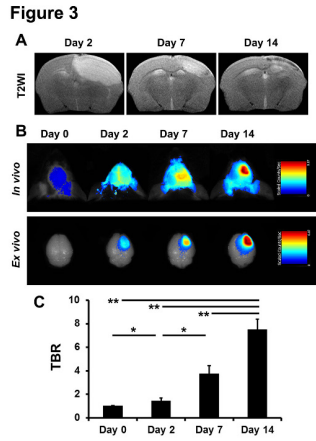 Figure 3
A
Day 2 Day 7 Day 14
T2WI
B
Day 0 Day 2 Day 7 Day 14
In vivo
Ex vivo
C
TBR
10
8
6
4
2
0
**
**
**
*
*
Day 0 Day 2 Day 7 Day 14